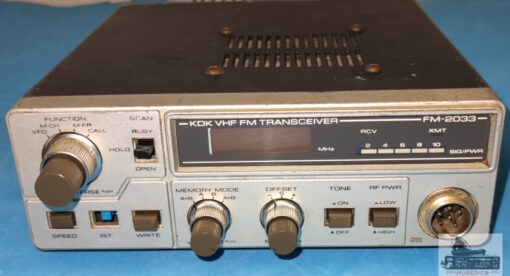 KDK VHF FM TRANSCEIVER FM-2033
FUNCTION
M-CH M-FR
VFO CALL
SCAN
BUSY
HOLD
OPEN
MHz
RCV XMT
2 4 6 8 10
SIG/PWR
SPEED RIT WRITE
MEMORY MODE
A B
A+B A+B
OFFSET
- S +
TONE
ON
▲OFF
RF PWR
LOW
▲HIGH
MUSEO-CB